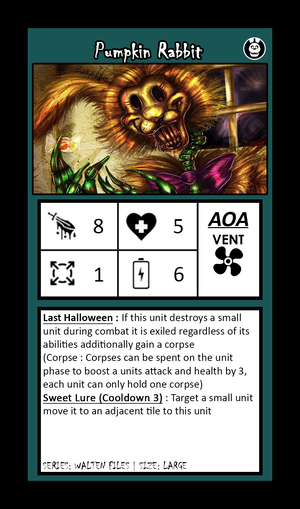 Pumpkin Rabbit
8
5
AOA
VENT
1
6
Last Halloween : If this unit destroys a small
unit during combat it is exiled regardless of its
abilities additionally gain a corpse
(Corpse : Corpses can be spent on the unit
phase to boost a units attack and health by 3,
each unit can only hold one corpse)
Sweet Lure (Cooldown 3) : Target a small unit
move it to an adjacent tile to this unit
SERIES: WALTEN FILES | SIZE: LARGE